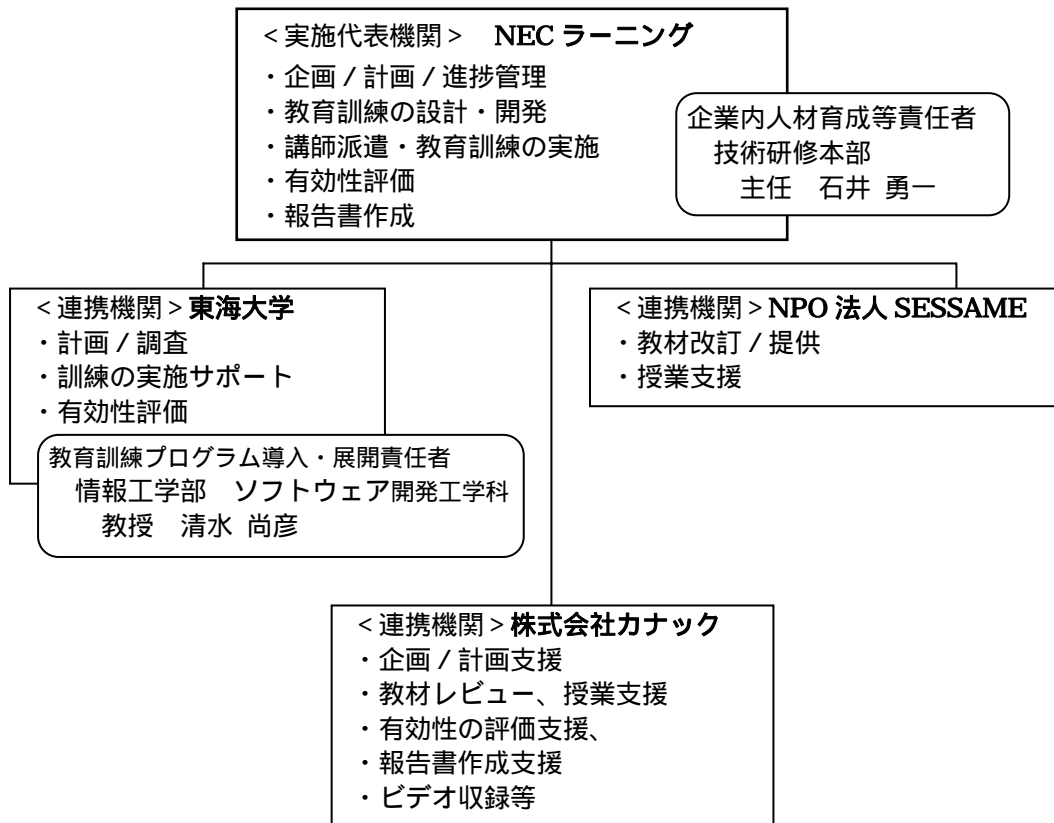 ＜実施代表機関＞　NEC ラーニング
・企画 / 計画 / 進捗管理
・教育訓練の設計・開発
・講師派遣・教育訓練の実施
・有効性評価
・報告書作成
企業内人材育成等責任者
技術研修本部
主任　石井 勇一
＜連携機関＞東海大学
・計画 / 調査
・訓練の実施サポート
・有効性評価
教育訓練プログラム導入・展開責任者
情報工学部　ソフトウェア開発工学科
教授　清水 尚彦
＜連携機関＞NPO 法人 SESSAME
・教材改訂 / 提供
・授業支援
＜連携機関＞株式会社カナック
・企画 / 計画支援
・教材レビュー、授業支援
・有効性の評価支援、
・報告書作成支援
・ビデオ収録等